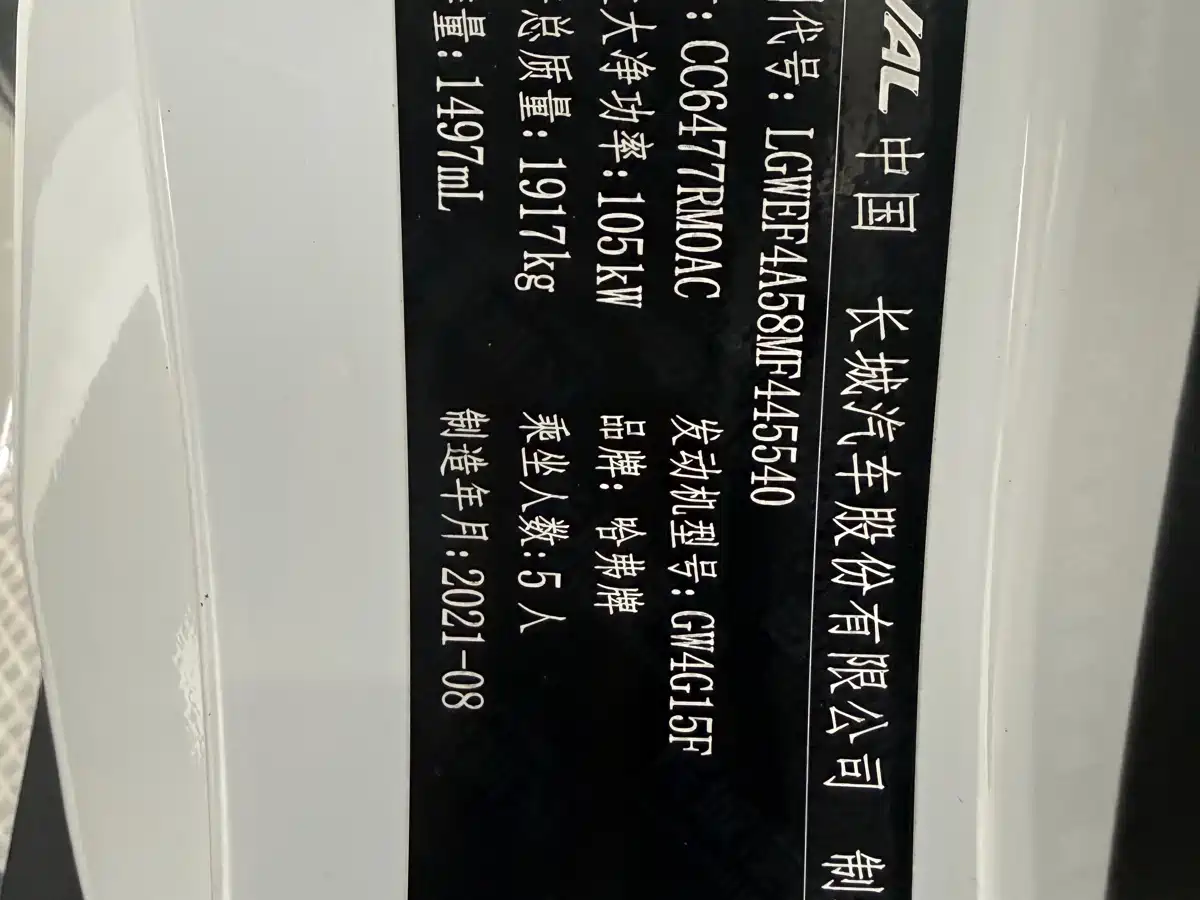 VAL 中国 长城汽车股份有限公司 制
代号: LGWEF4A58MF445540
: CC6477RM0AC 发动机型号: GW4G15F
大净功率: 105kW 品牌: 哈弗牌
总质量: 1917kg 乘坐人数: 5 人
量: 1497mL 制造年月: 2021-08